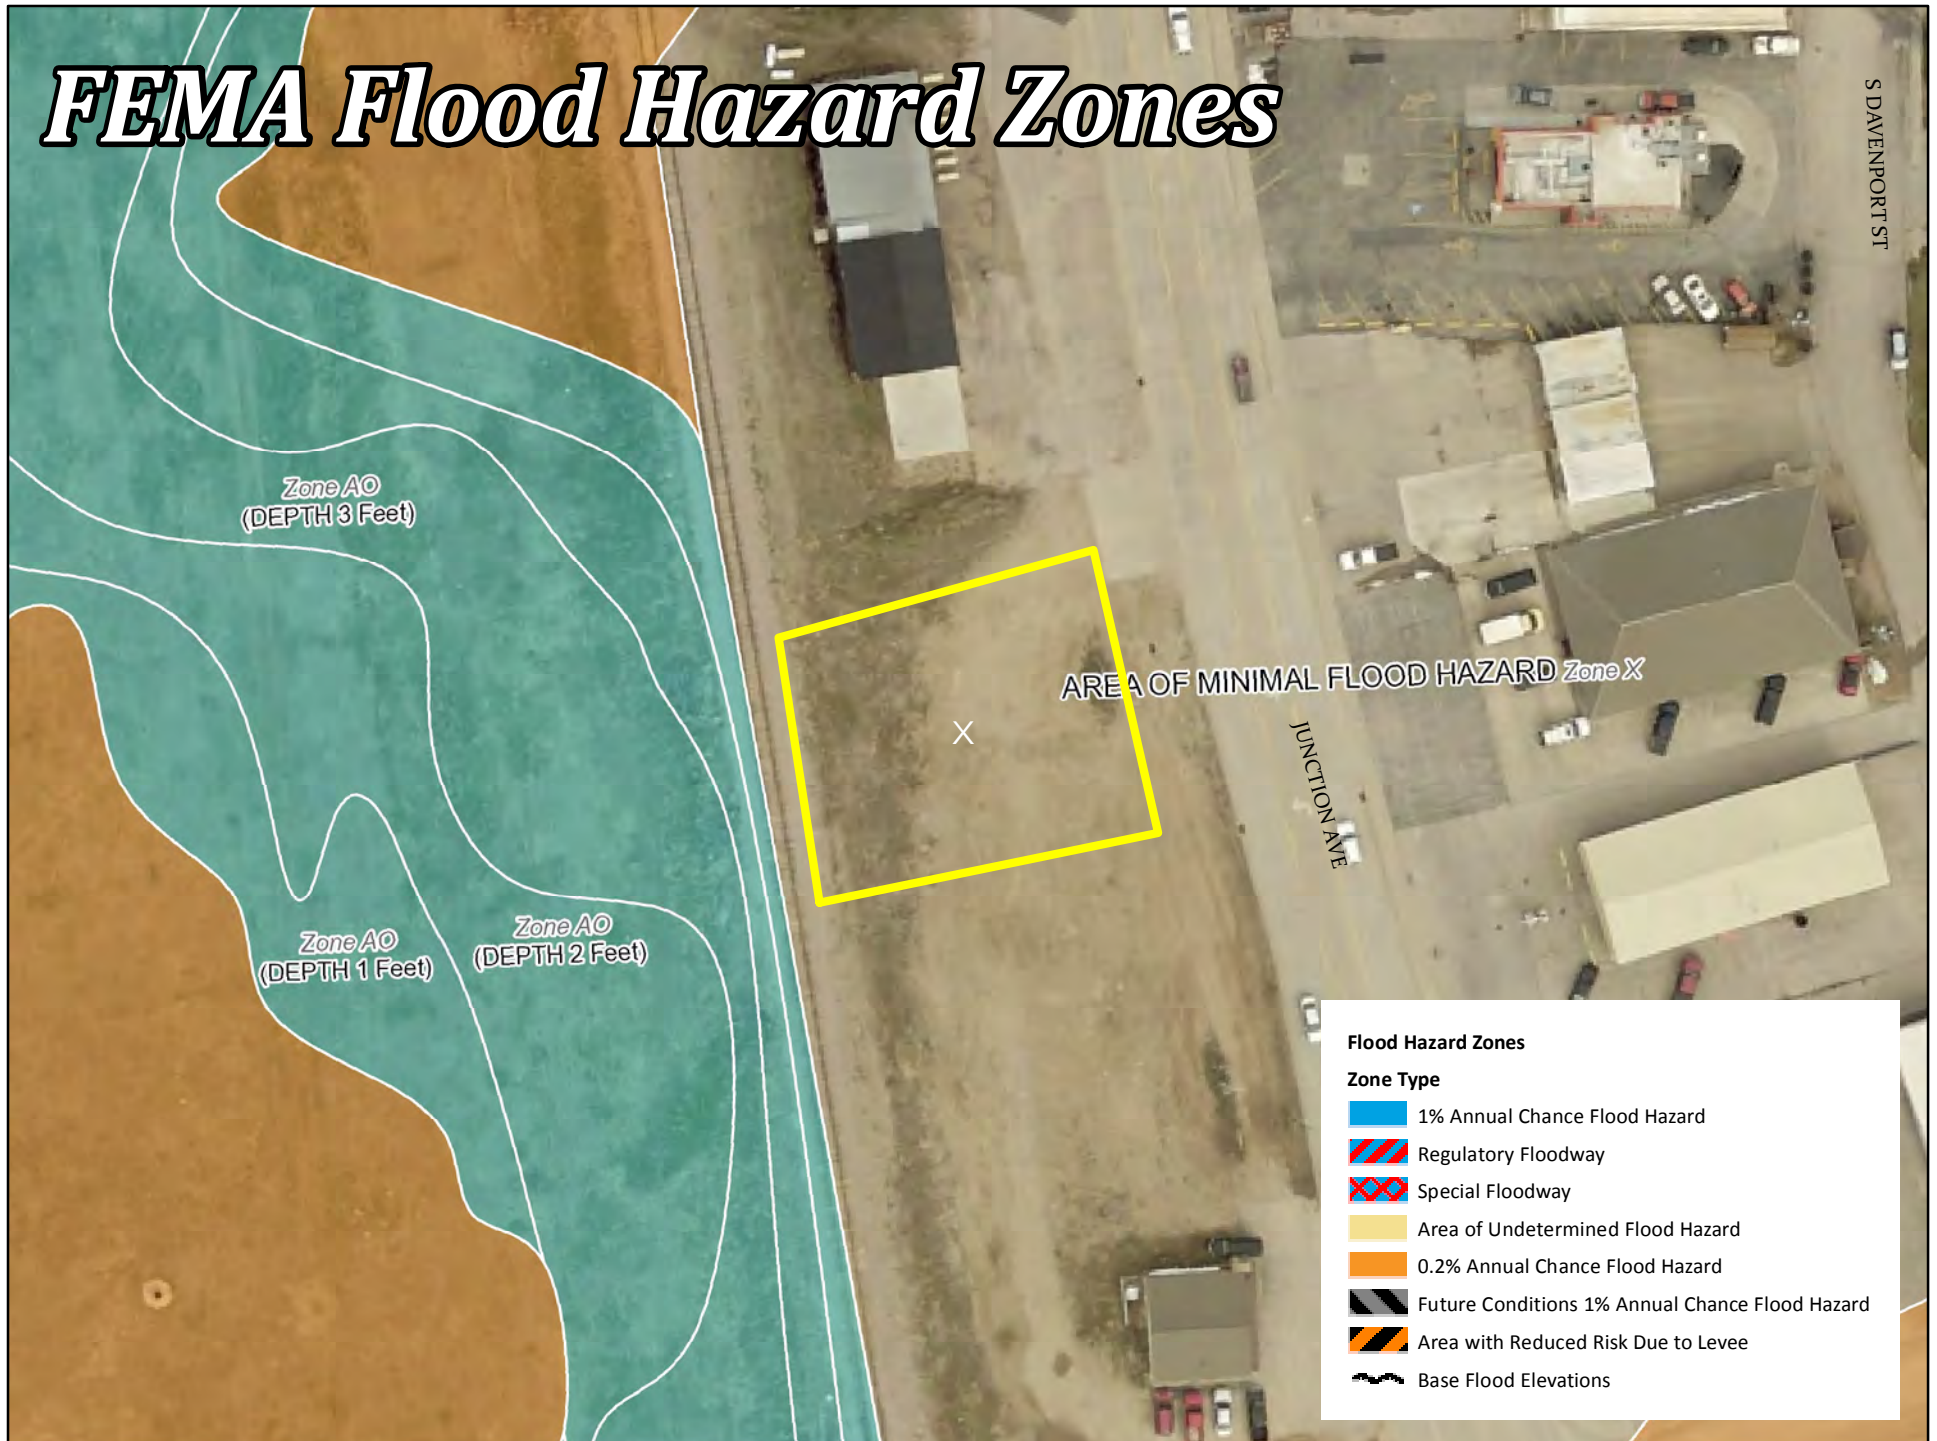 FEMA Flood Hazard Zones
S DAVENPORT ST
Zone AO
(DEPTH 3 Feet)
AREA OF MINIMAL FLOOD HAZARD Zone X
X
JUNCTION AVE
Zone AO
(DEPTH 2 Feet)
Zone AO
(DEPTH 1 Feet)
Flood Hazard Zones
Zone Type
1% Annual Chance Flood Hazard
Regulatory Floodway
Special Floodway
Area of Undetermined Flood Hazard
0.2% Annual Chance Flood Hazard
Future Conditions 1% Annual Chance Flood Hazard
Area with Reduced Risk Due to Levee
Base Flood Elevations